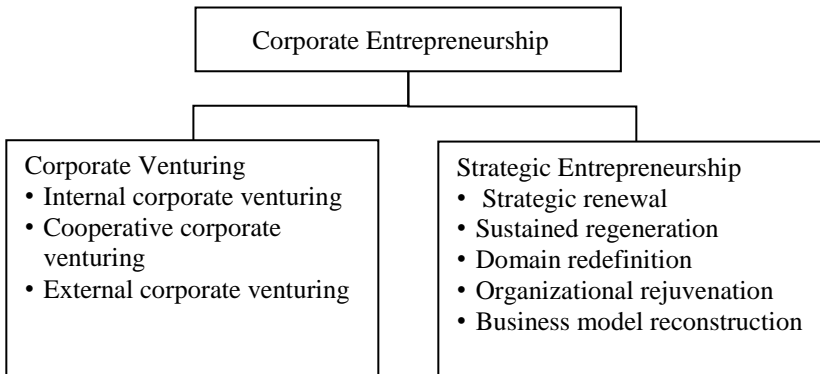 Corporate Entrepreneurship
Corporate Venturing
• Internal corporate venturing
• Cooperative corporate
venturing
• External corporate venturing
Strategic Entrepreneurship
• Strategic renewal
• Sustained regeneration
• Domain redefinition
• Organizational rejuvenation
• Business model reconstruction